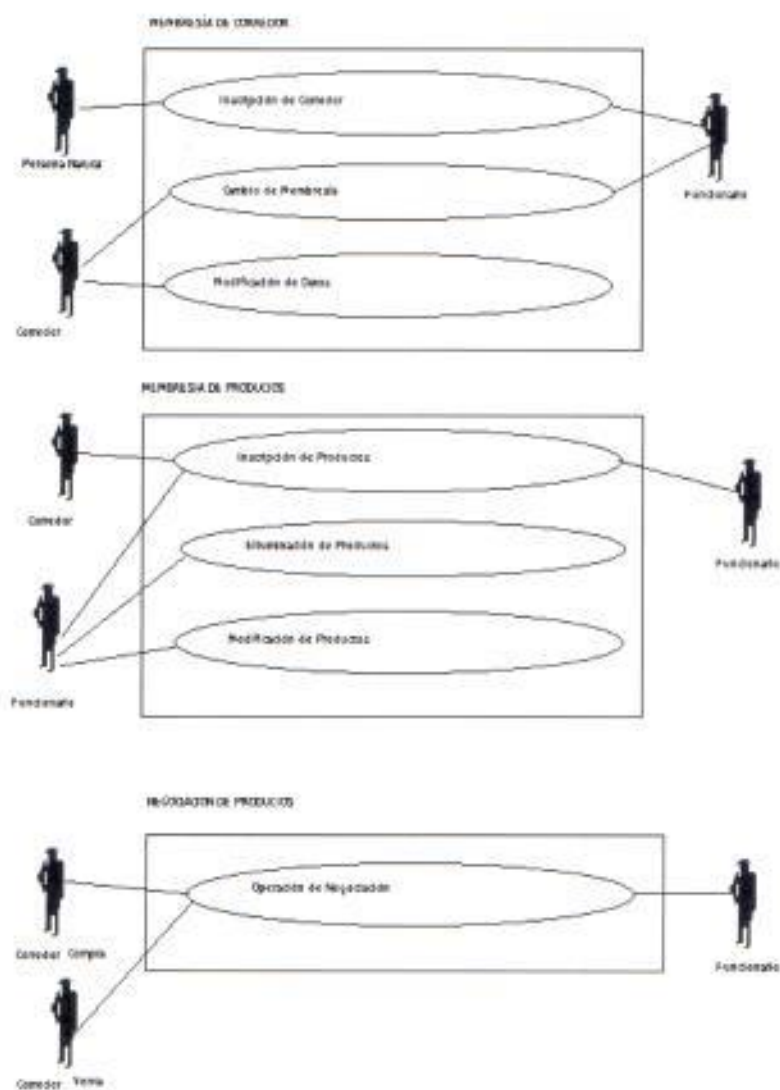 MEMBRESÍA DE CORREDOR
Inscripción de Corredor
Persona Natural
Funcionario
Cambio de Membresía
Modificación de Datos
Corredor
MEMBRESIA DE PRODUCTOS
Inscripción de Productos
Corredor
Funcionario
Eliminación de Productos
Modificación de Productos
Funcionario
NEGOCIACION DE PRODUCTOS
Operación de Negociación
Corredor Compra
Funcionario
Corredor Venta